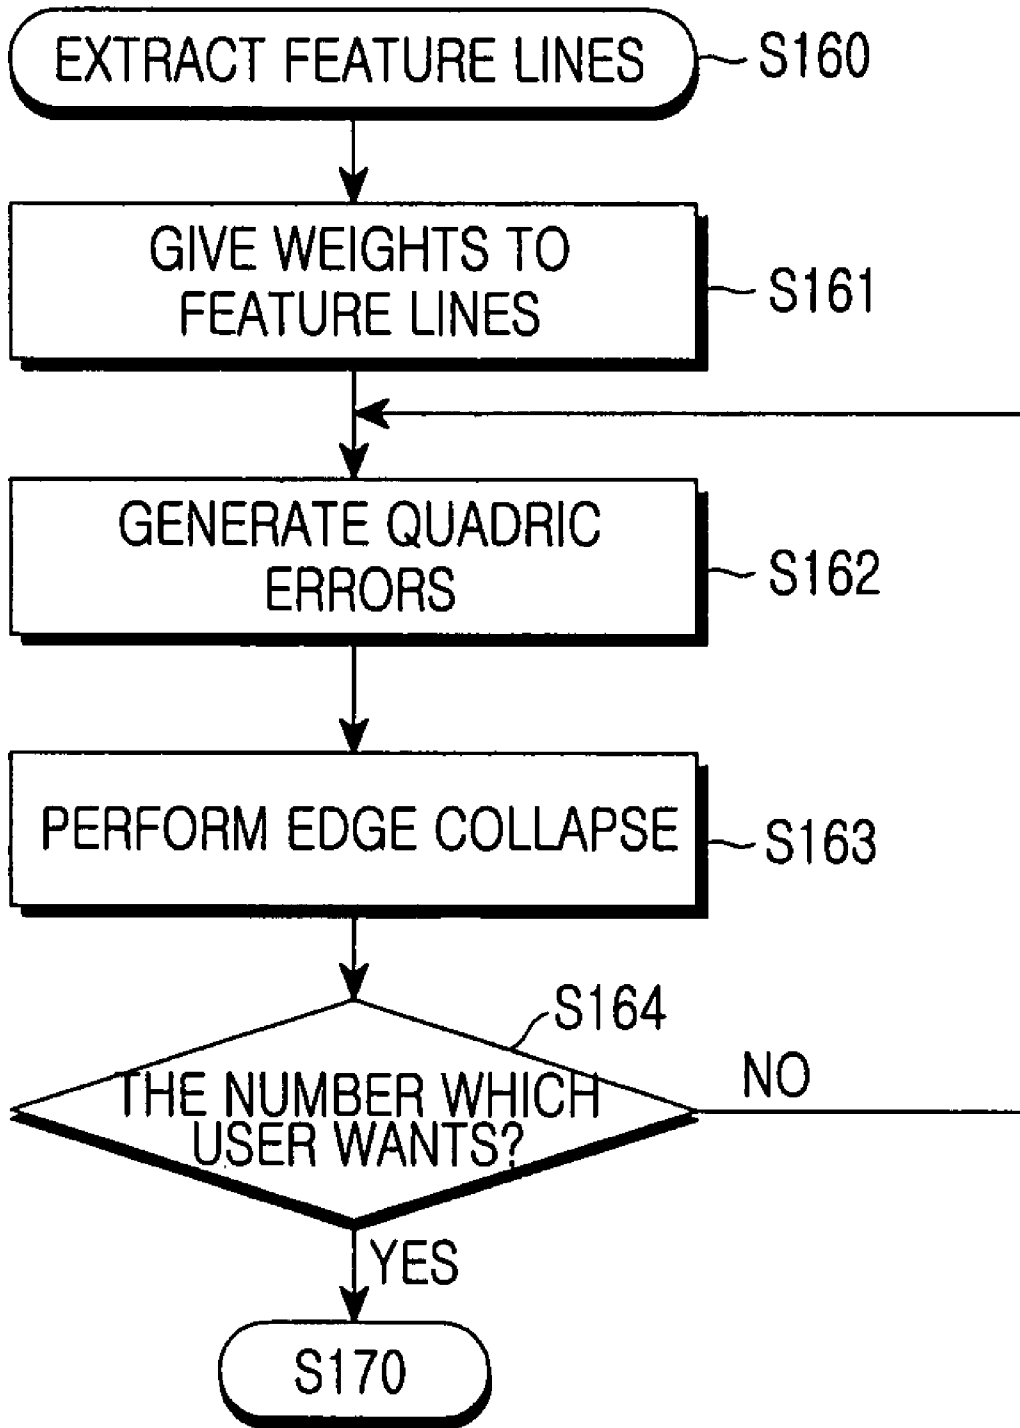 EXTRACT FEATURE LINES
S160
GIVE WEIGHTS TO
FEATURE LINES
S161
GENERATE QUADRIC
ERRORS
S162
PERFORM EDGE COLLAPSE
S163
S164
THE NUMBER WHICH
USER WANTS?
NO
YES
S170